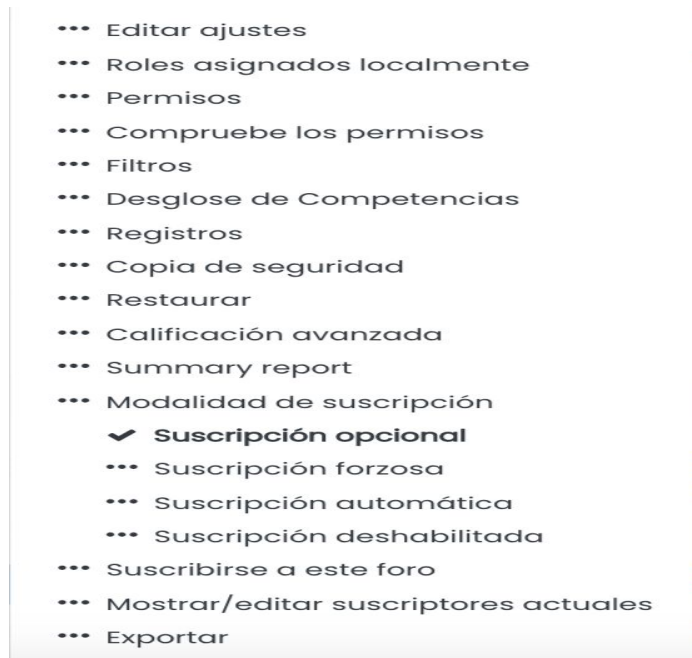 Editar ajustes
Roles asignados localmente
Permisos
Compruebe los permisos
Filtros
Desglose de Competencias
Registros
Copia de seguridad
Restaurar
Calificación avanzada
Summary report
Modalidad de suscripción
Suscripción opcional
Suscripción forzosa
Suscripción automática
Suscripción deshabilitada
Suscribirse a este foro
Mostrar/editar suscriptores actuales
Exportar